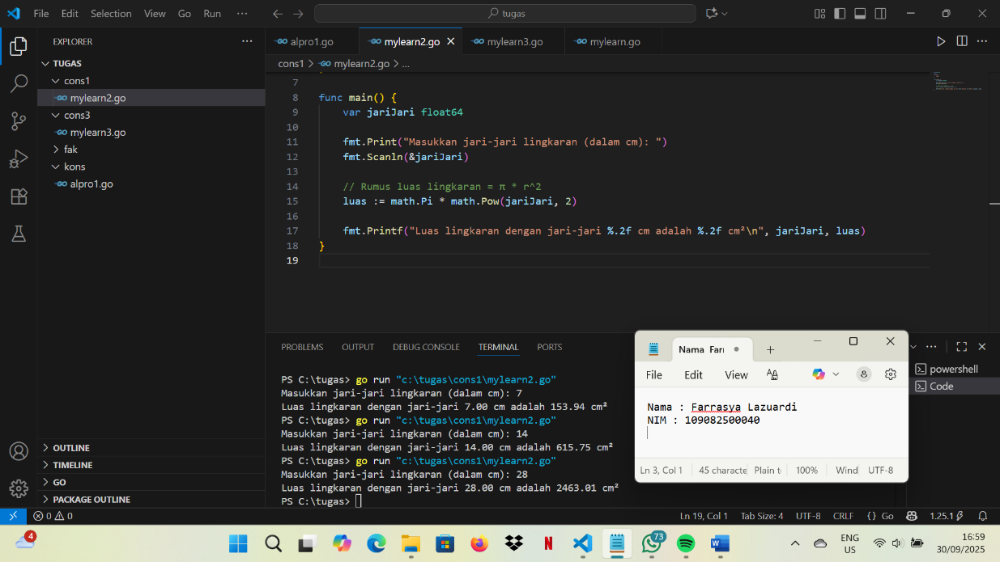 File Edit Selection View Go Run ··· tugas
EXPLORER ···
TUGAS
cons1
mylearn2.go
cons3
mylearn3.go
fak
kons
alpro1.go
OUTLINE
TIMELINE
GO
PACKAGE OUTLINE
alpro1.go mylearn2.go mylearn3.go mylearn.go
cons1 > mylearn2.go > ...
7
8 func main() {
9 var jariJari float64
10
11 fmt.Print("Masukkan jari-jari lingkaran (dalam cm): ")
12 fmt.Scanln(&jariJari)
13
14 // Rumus luas lingkaran = π * r^2
15 luas := math.Pi * math.Pow(jariJari, 2)
16
17 fmt.Printf("Luas lingkaran dengan jari-jari %.2f cm adalah %.2f cm²\n", jariJari, luas)
18 }
19
PROBLEMS OUTPUT DEBUG CONSOLE TERMINAL PORTS
PS C:\tugas> go run "c:\tugas\cons1\mylearn2.go"
Masukkan jari-jari lingkaran (dalam cm): 7
Luas lingkaran dengan jari-jari 7.00 cm adalah 153.94 cm²
PS C:\tugas> go run "c:\tugas\cons1\mylearn2.go"
Masukkan jari-jari lingkaran (dalam cm): 14
Luas lingkaran dengan jari-jari 14.00 cm adalah 615.75 cm²
PS C:\tugas> go run "c:\tugas\cons1\mylearn2.go"
Masukkan jari-jari lingkaran (dalam cm): 28
Luas lingkaran dengan jari-jari 28.00 cm adalah 2463.01 cm²
PS C:\tugas>
powershell
Code
Nama Farr
File Edit View
Nama : Farrasya Lazuardi
NIM : 109082500040
Ln 3, Col 1 45 characte Plain t 100% Wind UTF-8
0 0 Ln 19, Col 1 Tab Size: 4 UTF-8 CRLF {} Go 1.25.1
4 73 ENG 16:59
US 30/09/2025